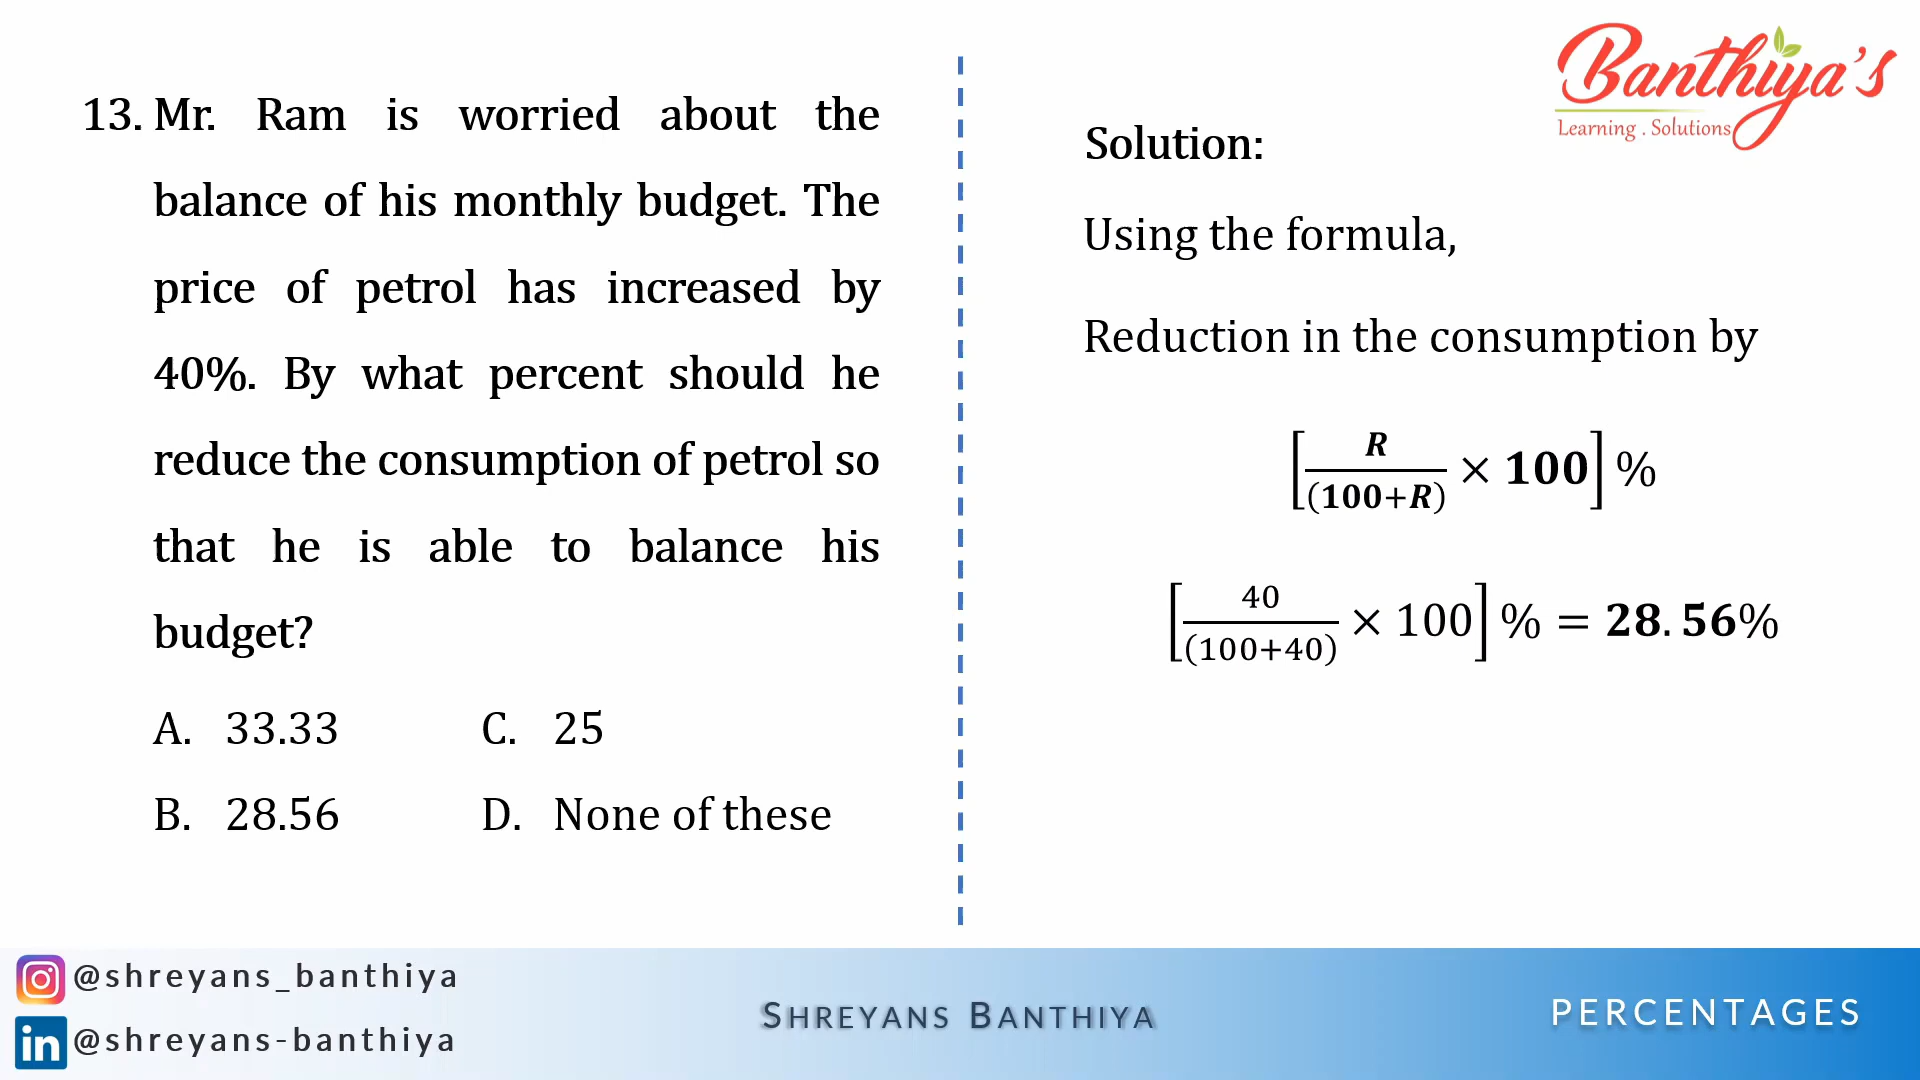 13. Mr. Ram is worried about the
balance of his monthly budget. The
price of petrol has increased by
40%. By what percent should he
reduce the consumption of petrol so
that he is able to balance his
budget?
A. 33.33 C. 25
B. 28.56 D. None of these
Banthiya's
Learning . Solutions
Solution:
Using the formula,
Reduction in the consumption by
[R/(100+R) × 100] %
[40/(100+40) × 100] % = 28.56%
@shreyans_banthiya
@shreyans-banthiya
SHREYANS BANTHIYA
PERCENTAGES